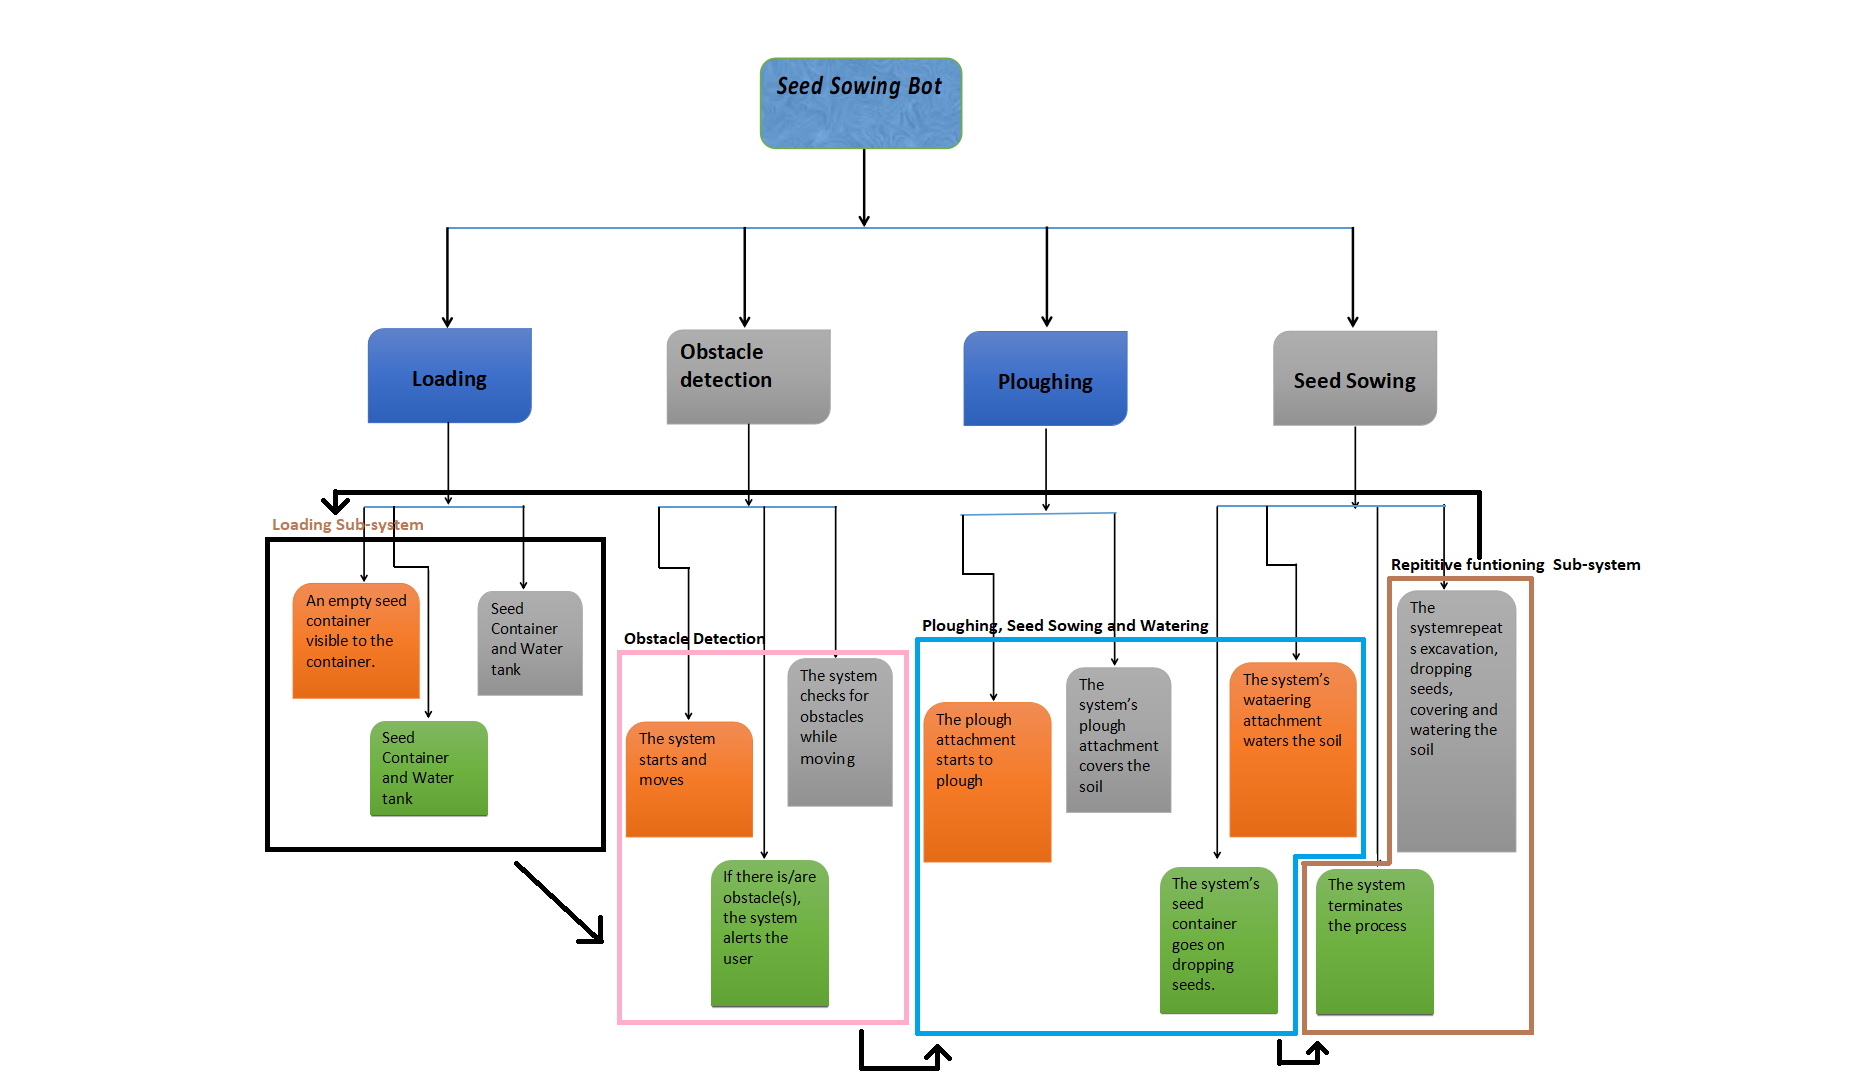 Seed Sowing Bot
Loading
Obstacle
detection
Ploughing
Seed Sowing
Loading Sub-system
An empty seed
container
visible to the
container.
Seed
Container
and Water
tank
Seed
Container
and Water
tank
Obstacle Detection
The system
starts and
moves
If there is/are
obstacle(s),
the system
alerts the
user
The system
checks for
obstacles
while
moving
Ploughing, Seed Sowing and Watering
The plough
attachment
starts to
plough
The
system's
plough
attachment
covers the
soil
The system's
seed
container
goes on
dropping
seeds.
The system's
wataering
attachment
waters the soil
Repititive funtioning Sub-system
The
systemrepeat
s excavation,
dropping
seeds,
covering and
watering the
soil
The system
terminates
the process